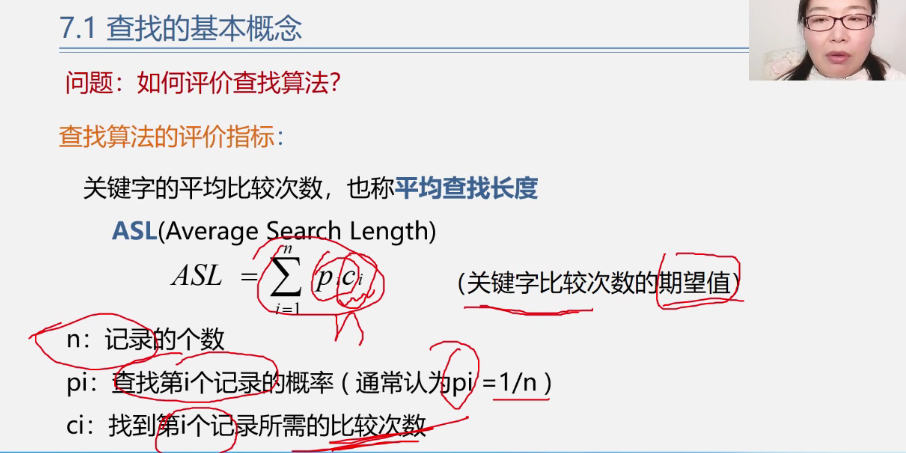 7.1 查找的基本概念
问题：如何评价查找算法？
查找算法的评价指标：
关键字的平均比较次数，也称平均查找长度
ASL(Average Search Length)
ASL = ∑_{i=1}^{n} p_i c_i （关键字比较次数的期望值）
n：记录的个数
pi：查找第i个记录的概率 ( 通常认为pi =1/n )
ci：找到第i个记录所需的比较次数